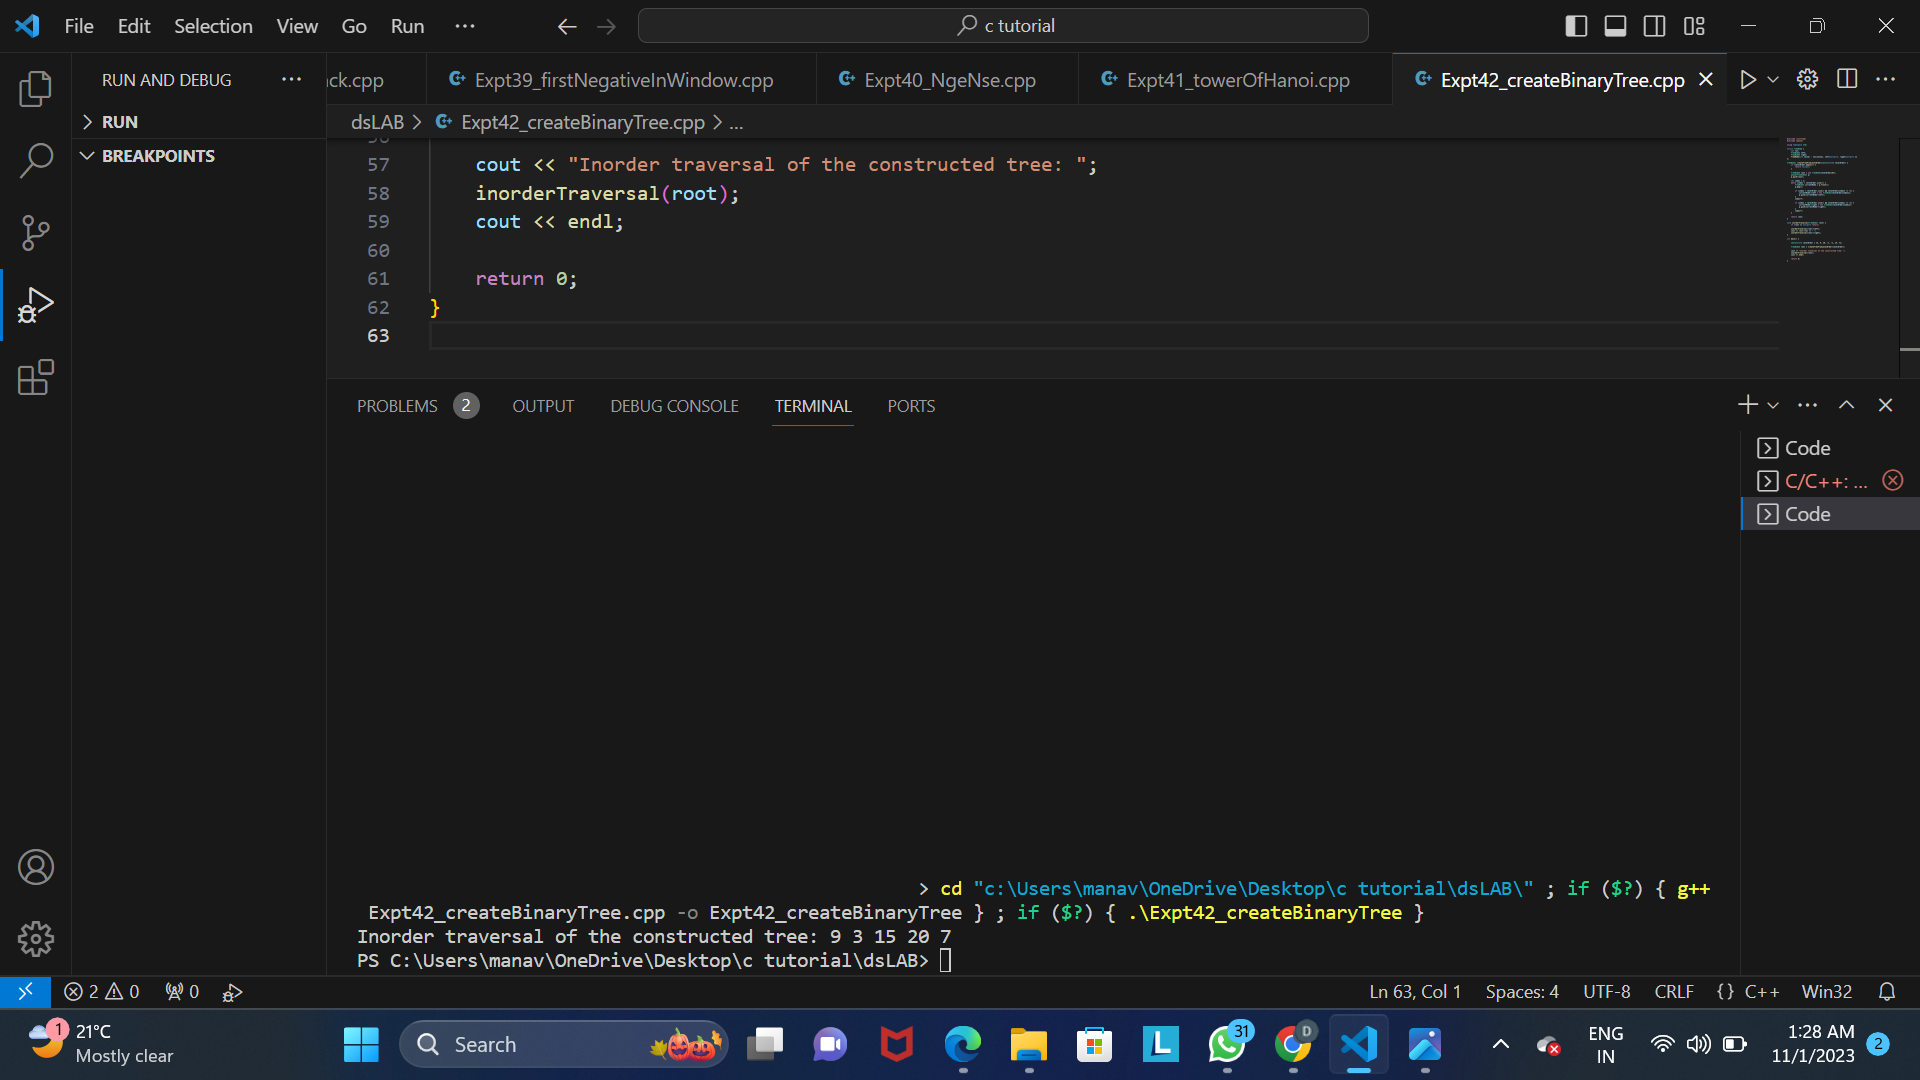 File Edit Selection View Go Run ··· c tutorial
RUN AND DEBUG ··· ck.cpp Expt39_firstNegativeInWindow.cpp Expt40_NgeNse.cpp Expt41_towerOfHanoi.cpp Expt42_createBinaryTree.cpp
RUN
dsLAB > Expt42_createBinaryTree.cpp > ...
BREAKPOINTS
57 cout << "Inorder traversal of the constructed tree: ";
58 inorderTraversal(root);
59 cout << endl;
60
61 return 0;
62 }
63
PROBLEMS 2 OUTPUT DEBUG CONSOLE TERMINAL PORTS
Code
C/C++: ...
Code
> cd "c:\Users\manav\OneDrive\Desktop\c tutorial\dsLAB\" ; if ($?) { g++
Expt42_createBinaryTree.cpp -o Expt42_createBinaryTree } ; if ($?) { .\Expt42_createBinaryTree }
Inorder traversal of the constructed tree: 9 3 15 20 7
PS C:\Users\manav\OneDrive\Desktop\c tutorial\dsLAB>
2 0 0 Ln 63, Col 1 Spaces: 4 UTF-8 CRLF {} C++ Win32
1 21°C
Mostly clear
Search
L
31
D
ENG
IN
1:28 AM
11/1/2023
2